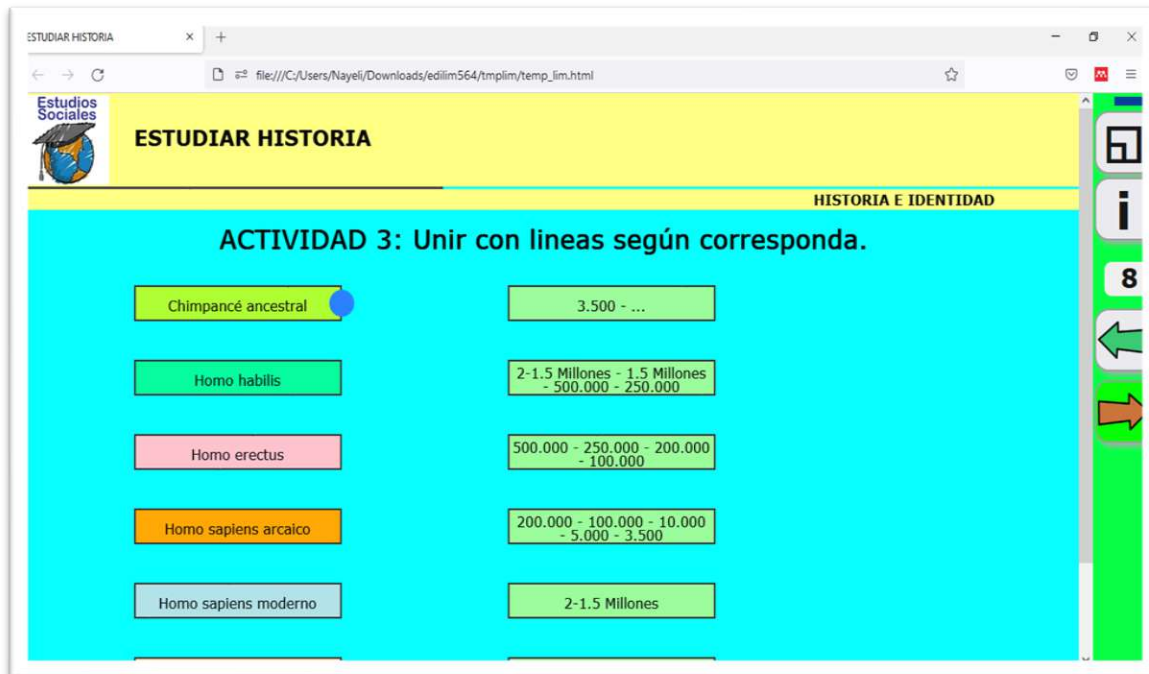 ESTUDIAR HISTORIA
file:///C:/Users/Nayeli/Downloads/edilim564/tmplim/temp_lim.html
Estudios
Sociales
ESTUDIAR HISTORIA
HISTORIA E IDENTIDAD
ACTIVIDAD 3: Unir con lineas según corresponda.
i
8
Chimpancé ancestral
3.500 - ...
Homo habilis
2-1.5 Millones - 1.5 Millones
- 500.000 - 250.000
Homo erectus
500.000 - 250.000 - 200.000
- 100.000
Homo sapiens arcaico
200.000 - 100.000 - 10.000
- 5.000 - 3.500
Homo sapiens moderno
2-1.5 Millones